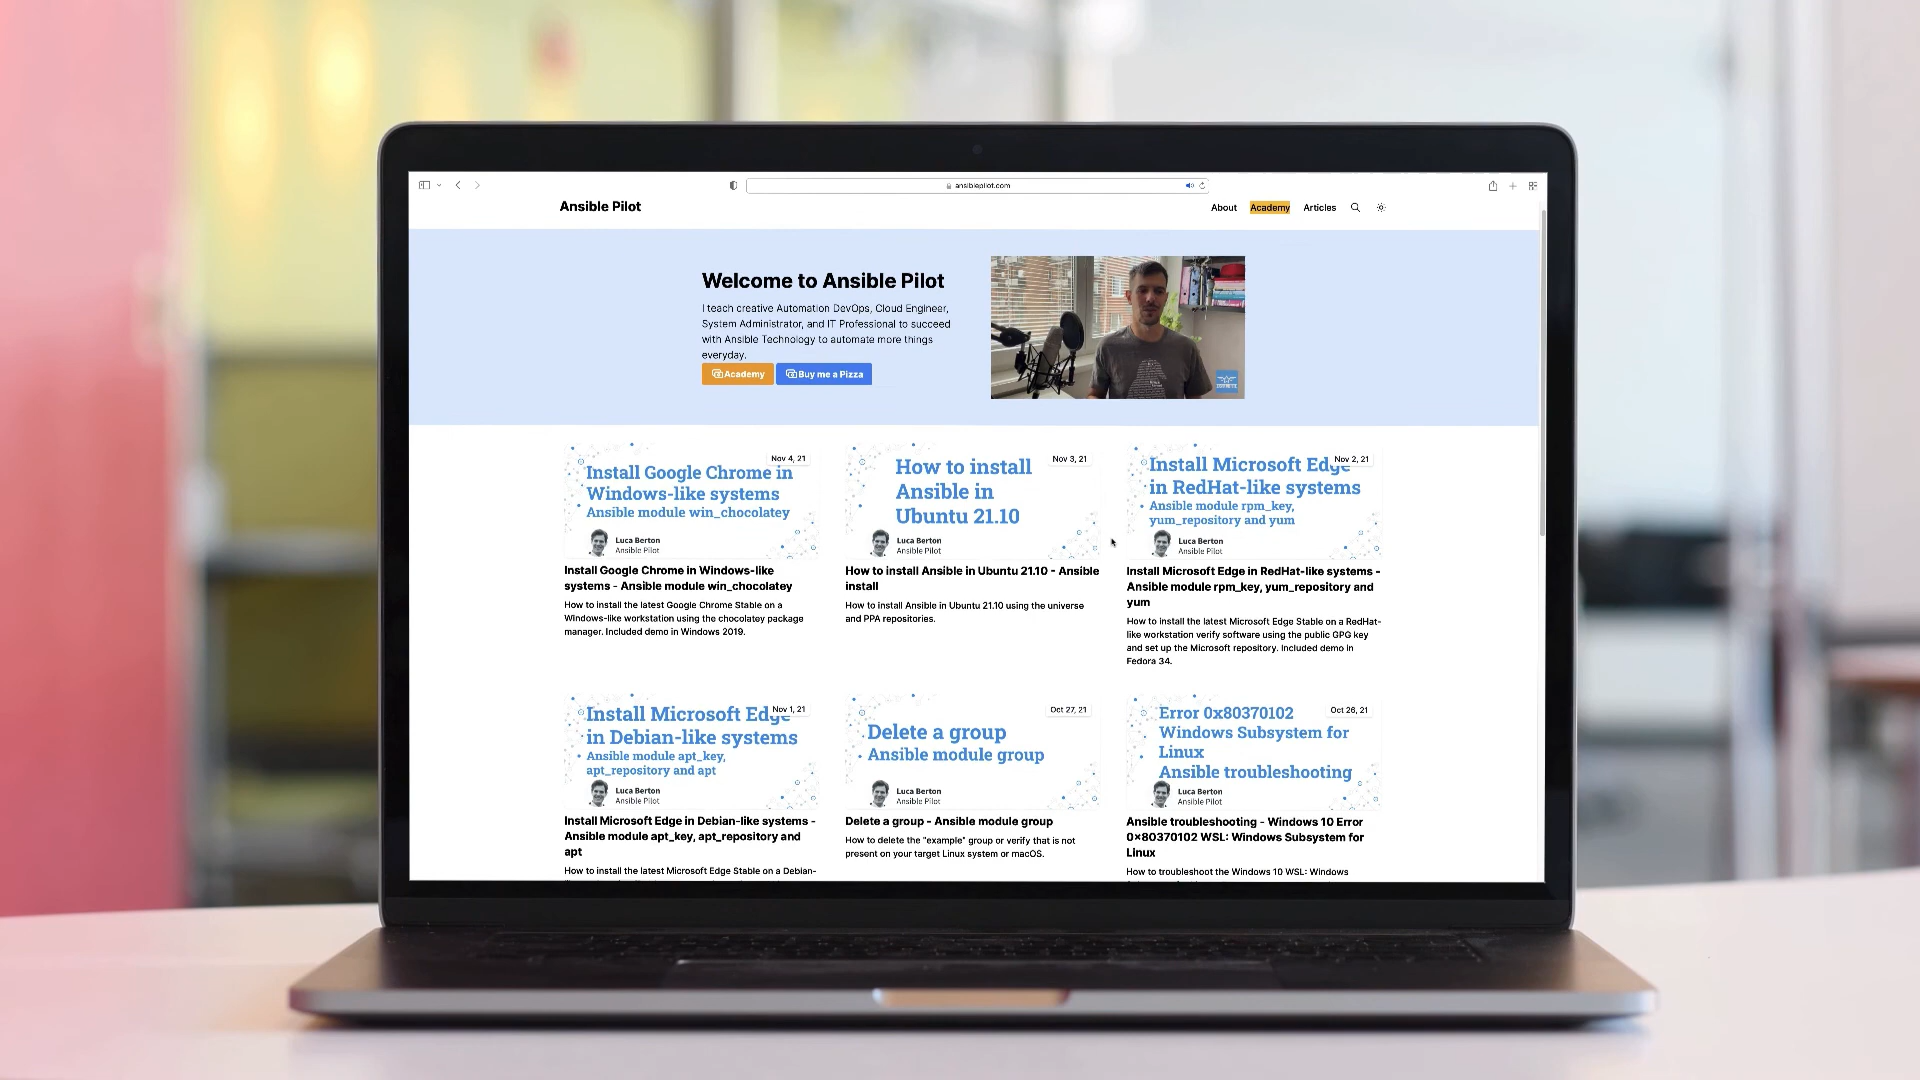 ansiblepilot.com
Ansible Pilot
About Academy Articles
Welcome to Ansible Pilot
I teach creative Automation DevOps, Cloud Engineer,
System Administrator, and IT Professional to succeed
with Ansible Technology to automate more things
everyday.
Academy Buy me a Pizza
Nov 4, 21
Install Google Chrome in
Windows-like systems
Ansible module win_chocolatey
Luca Berton
Ansible Pilot
Install Google Chrome in Windows-like
systems - Ansible module win_chocolatey
How to install the latest Google Chrome Stable on a
Windows-like workstation using the chocolatey package
manager. Included demo in Windows 2019.
Nov 3, 21
How to install
Ansible in
Ubuntu 21.10
Luca Berton
Ansible Pilot
How to install Ansible in Ubuntu 21.10 - Ansible
install
How to install Ansible in Ubuntu 21.10 using the universe
and PPA repositories.
Nov 2, 21
Install Microsoft Edge
in RedHat-like systems
Ansible module rpm_key,
yum_repository and yum
Luca Berton
Ansible Pilot
Install Microsoft Edge in RedHat-like systems -
Ansible module rpm_key, yum_repository and
yum
How to install the latest Microsoft Edge Stable on a RedHat-
like workstation verify software using the public GPG key
and set up the Microsoft repository. Included demo in
Fedora 34.
Nov 1, 21
Install Microsoft Edge
in Debian-like systems
Ansible module apt_key,
apt_repository and apt
Luca Berton
Ansible Pilot
Install Microsoft Edge in Debian-like systems -
Ansible module apt_key, apt_repository and
apt
How to install the latest Microsoft Edge Stable on a Debian-
Oct 27, 21
Delete a group
Ansible module group
Luca Berton
Ansible Pilot
Delete a group - Ansible module group
How to delete the "example" group or verify that is not
present on your target Linux system or macOS.
Oct 26, 21
Error 0x80370102
Windows Subsystem for
Linux
Ansible troubleshooting
Luca Berton
Ansible Pilot
Ansible troubleshooting - Windows 10 Error
0x80370102 WSL: Windows Subsystem for
Linux
How to troubleshoot the Windows 10 WSL: Windows